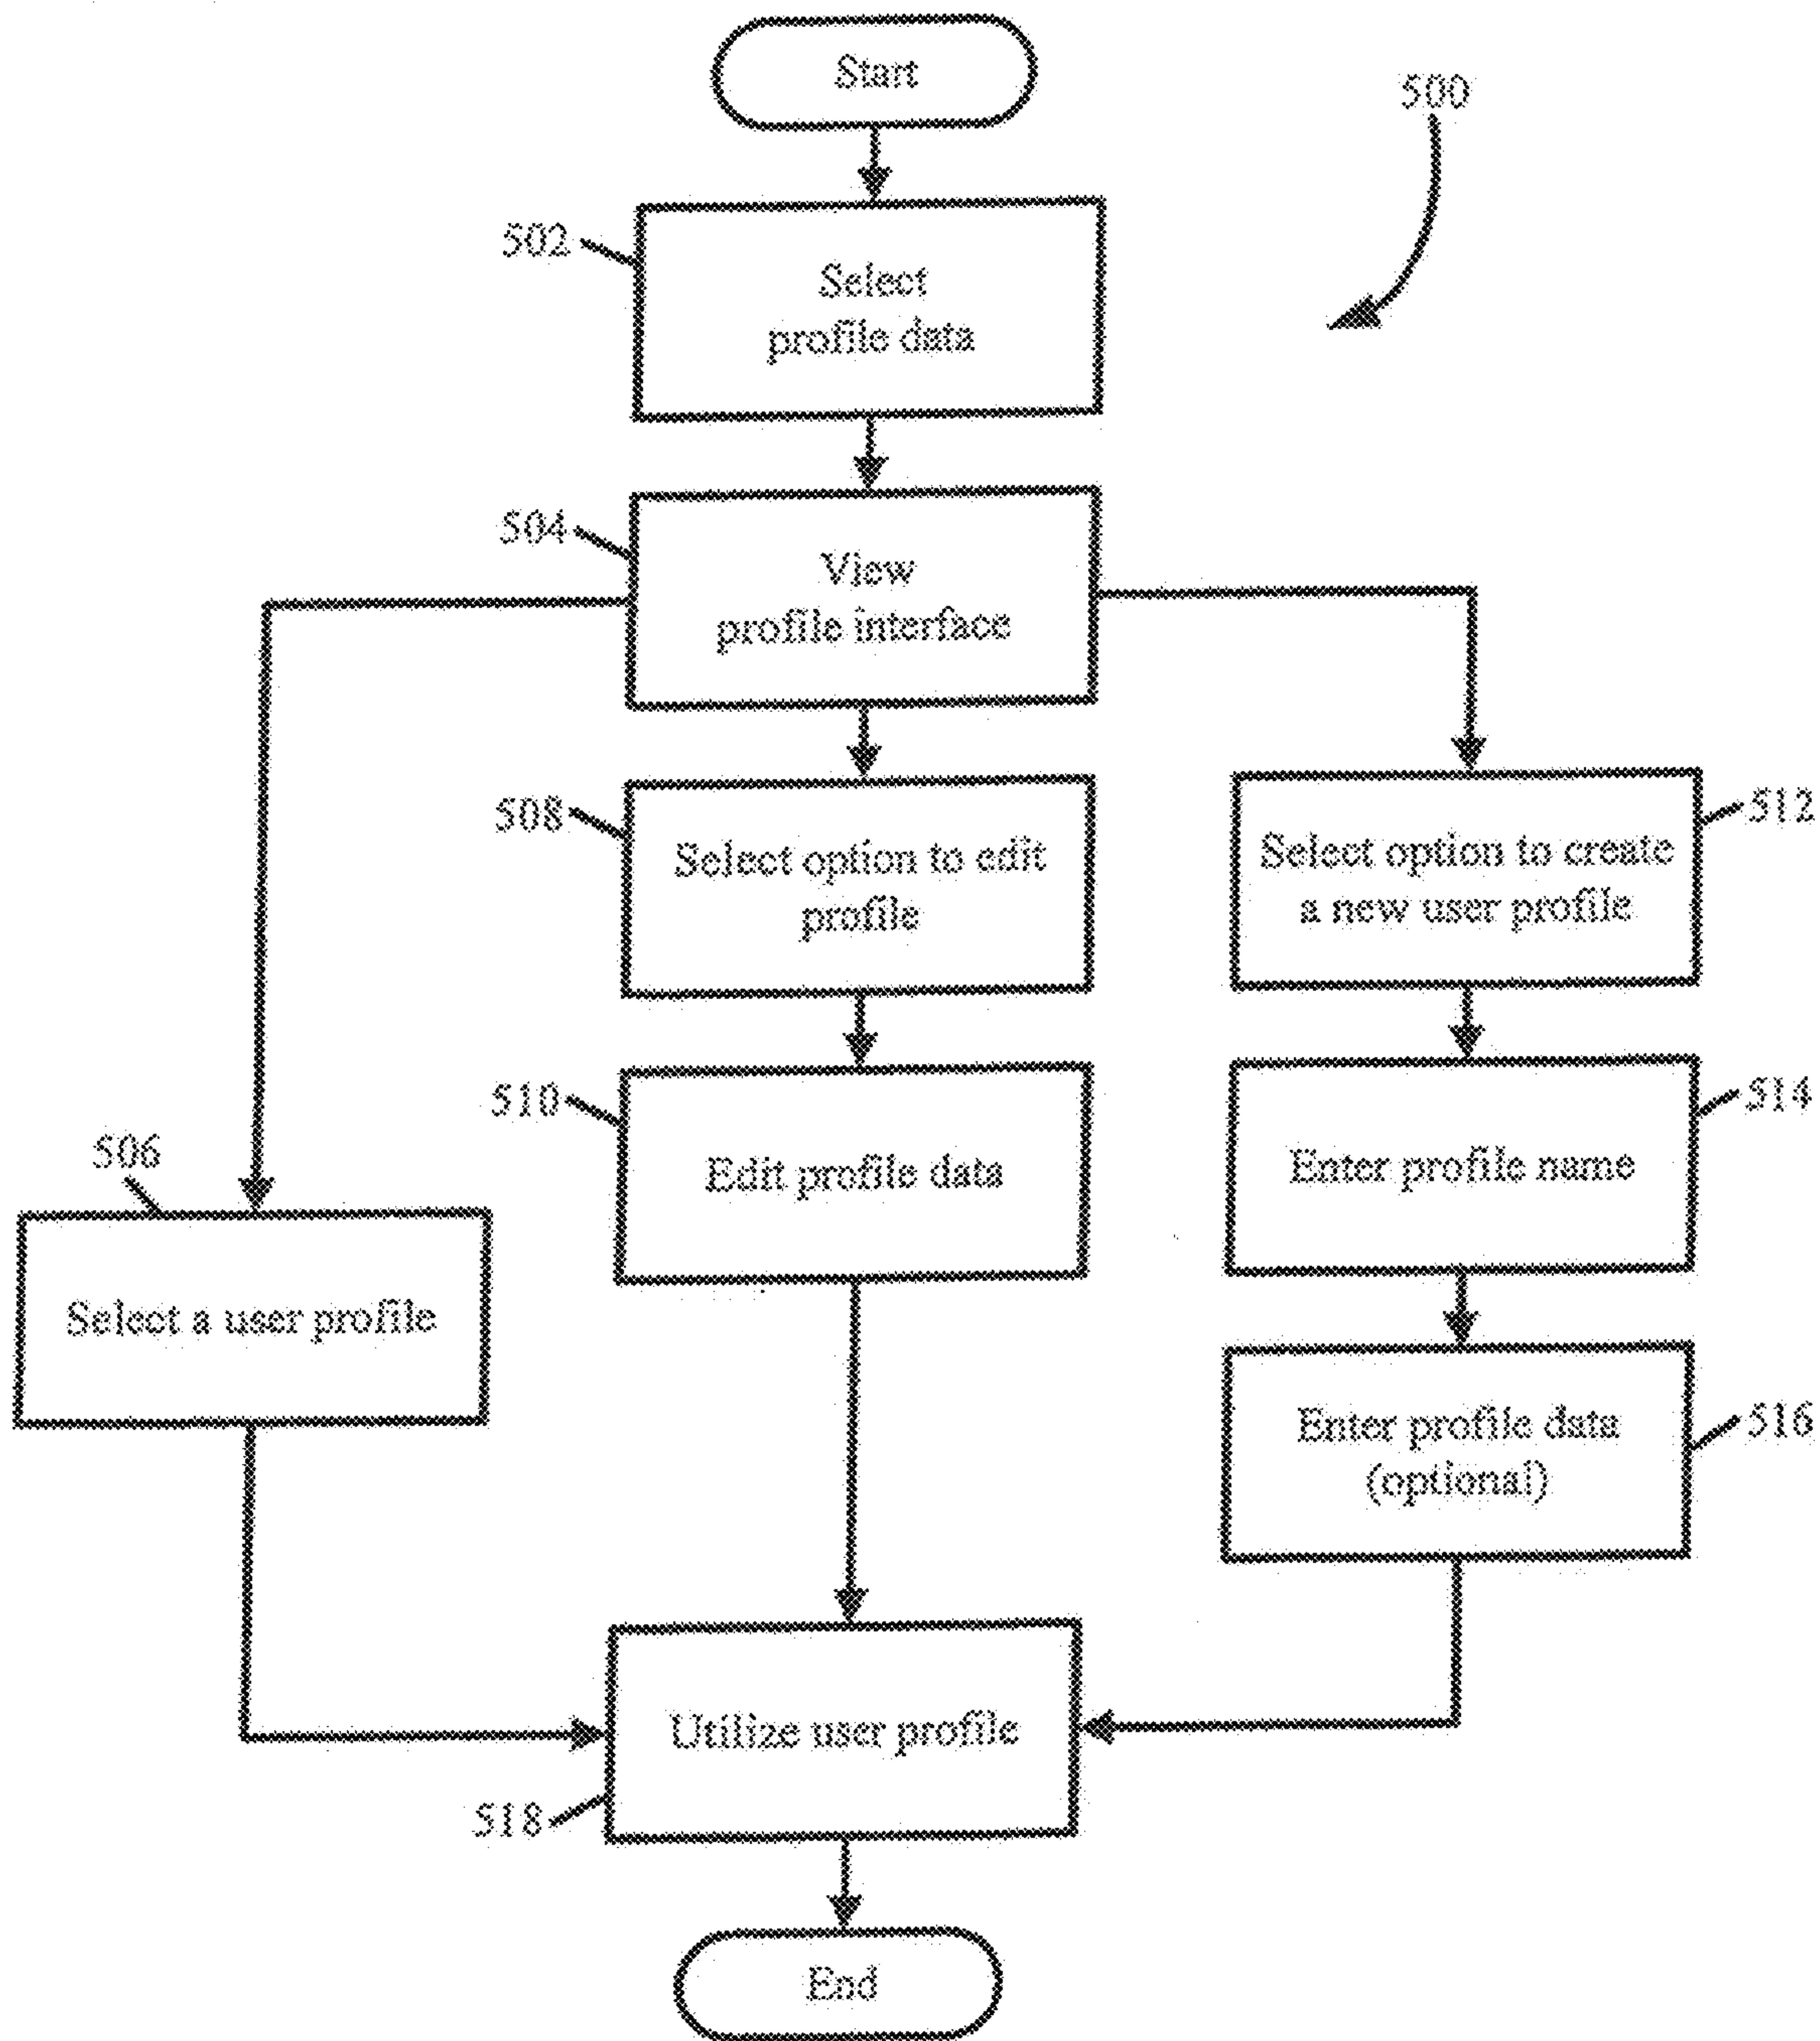 Start
500
502
Select
profile data
504
View
profile interface
508
Select option to edit
profile
512
Select option to create
a new user profile
510
Edit profile data
514
Enter profile name
506
Select a user profile
516
Enter profile data
(optional)
Utilize user profile
518
End